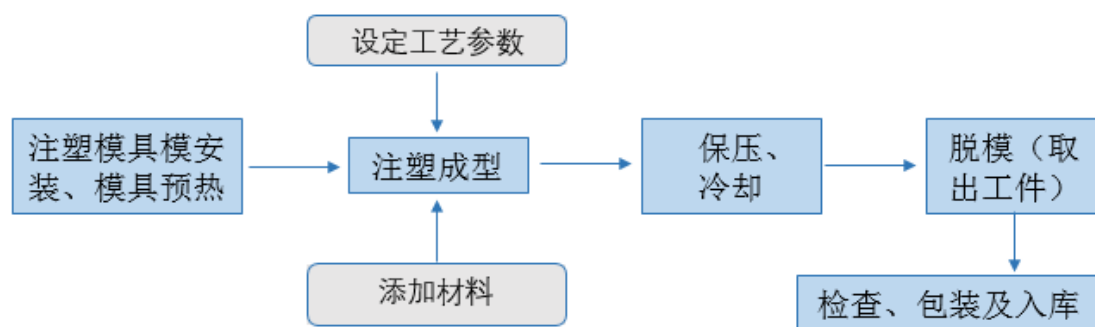 设定工艺参数
注塑模具模安
装、模具预热
注塑成型
保压、
冷却
脱模（取
出工件）
添加材料
检查、包装及入库